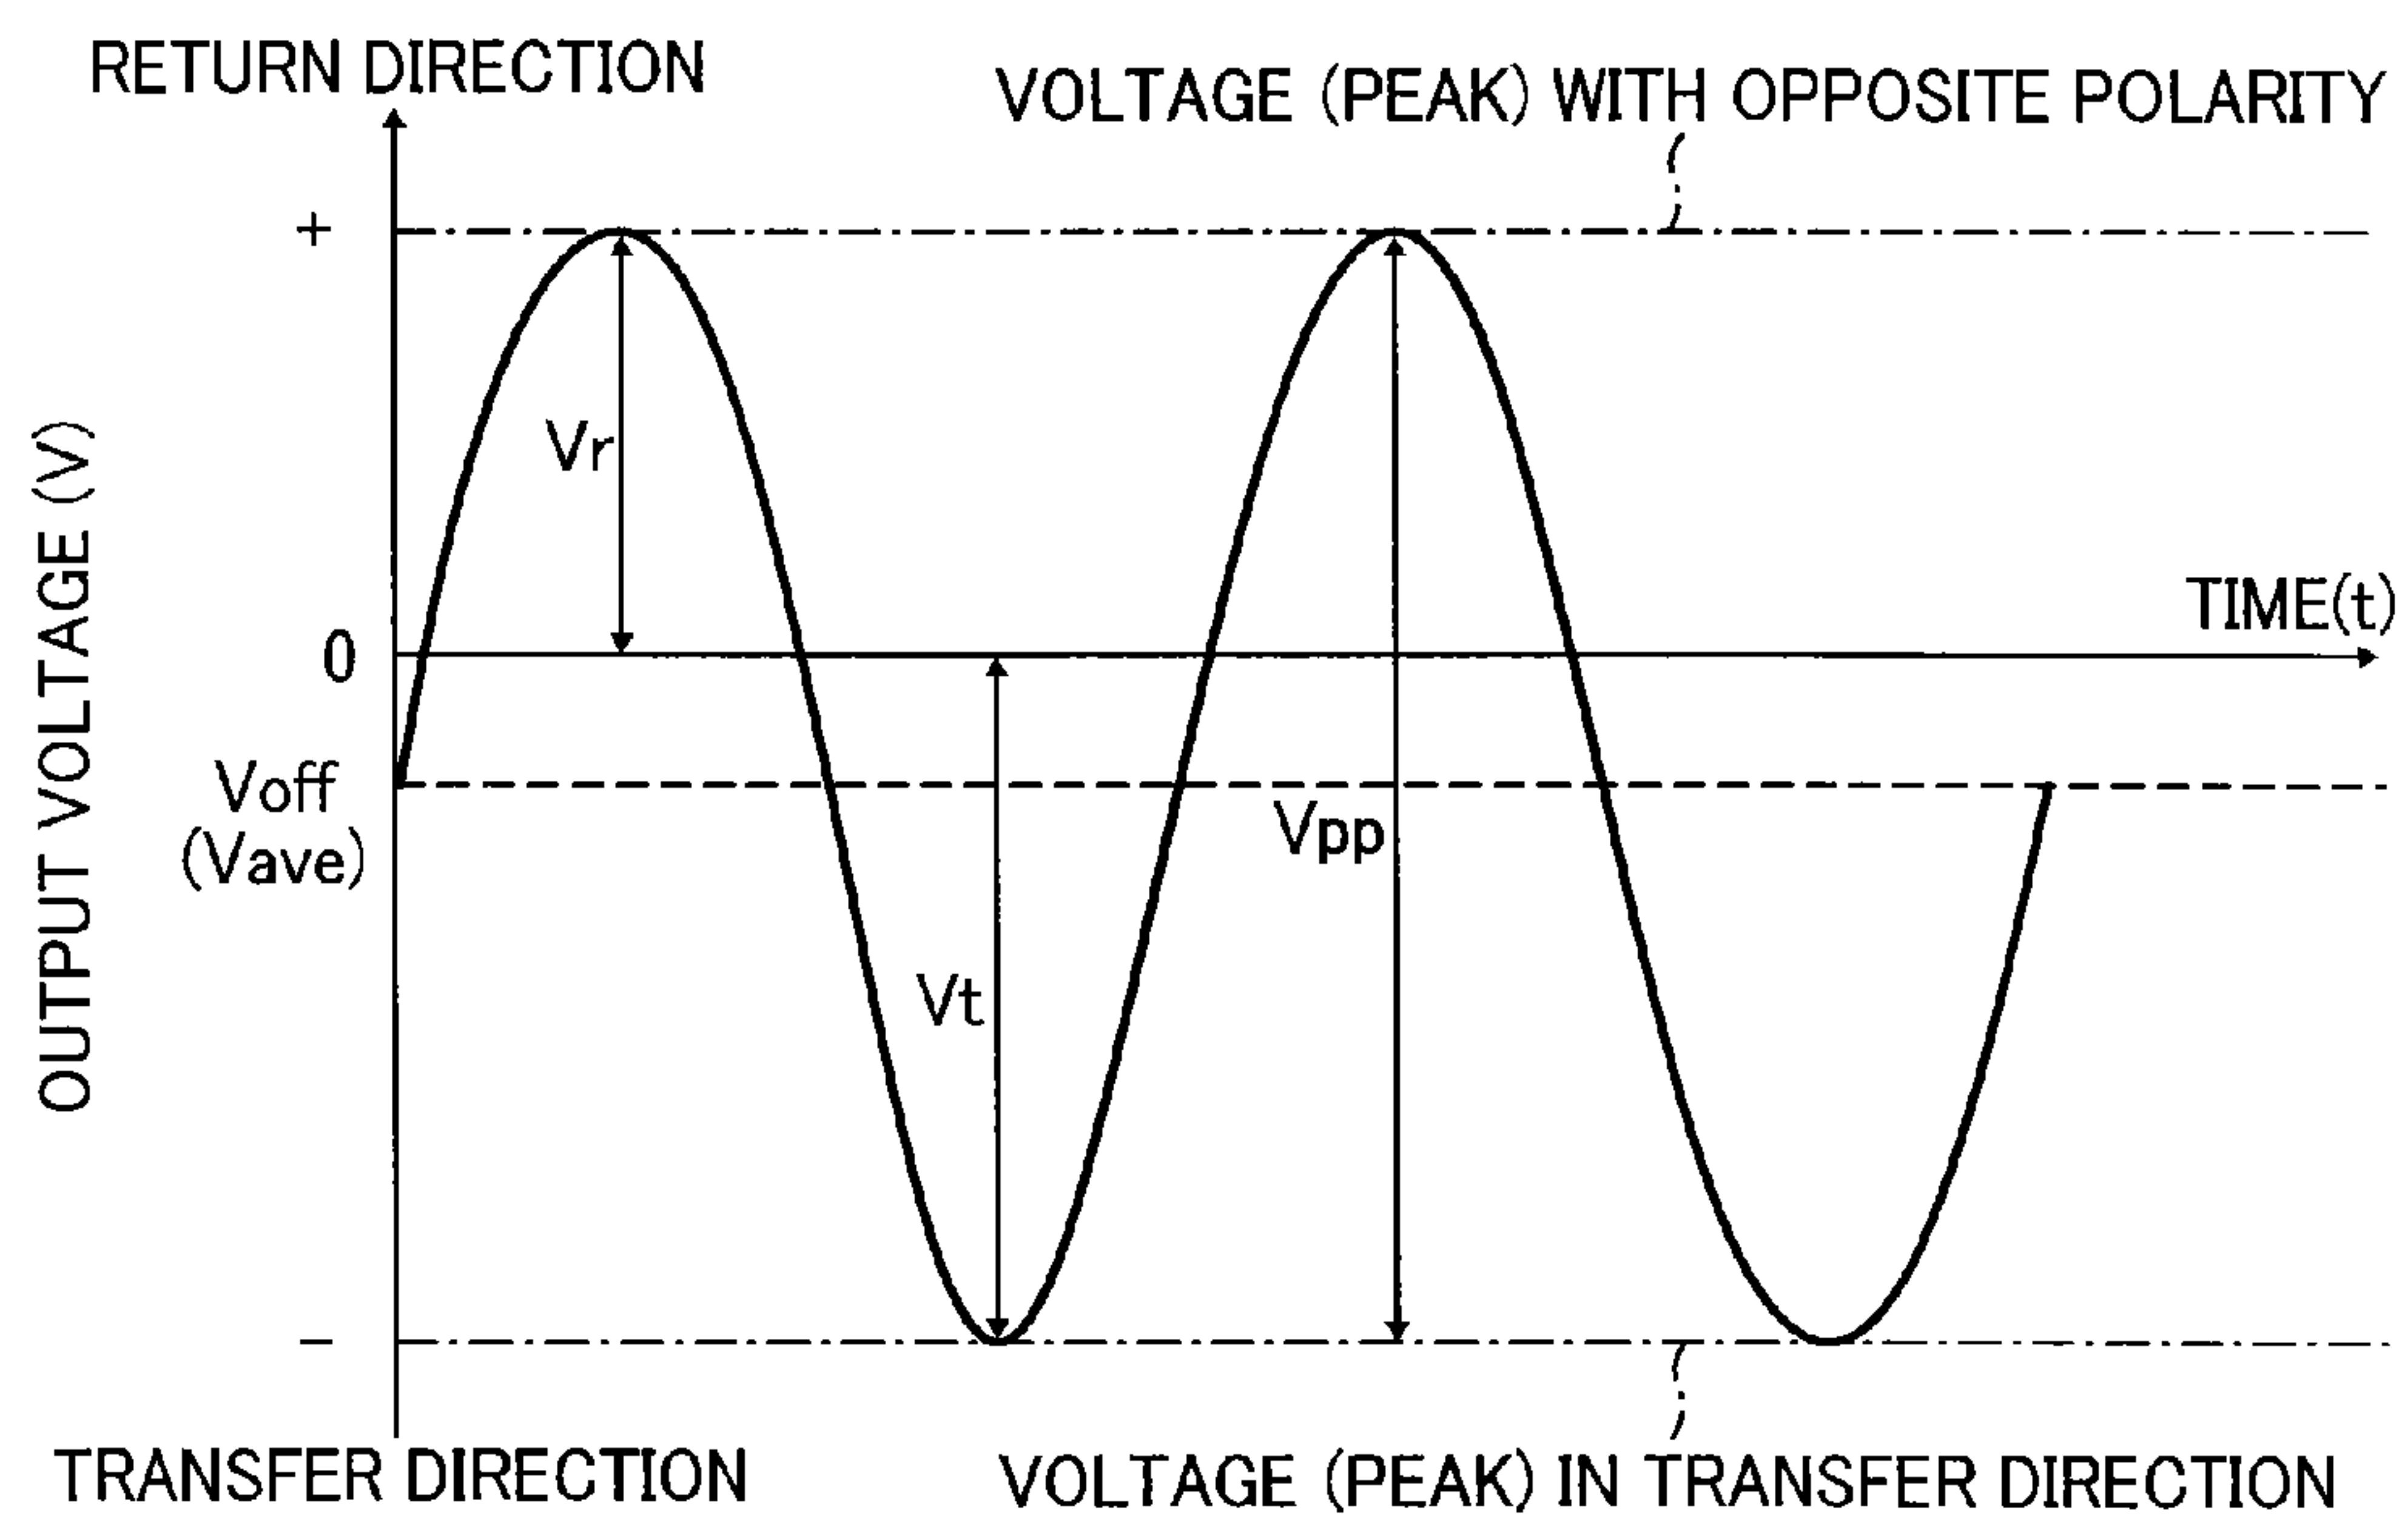 RETURN DIRECTION
VOLTAGE (PEAK) WITH OPPOSITE POLARITY
+
Vr
TIME(t)
0
OUTPUT VOLTAGE (V)
Voff
(Vave)
Vpp
Vt
−
TRANSFER DIRECTION
VOLTAGE (PEAK) IN TRANSFER DIRECTION